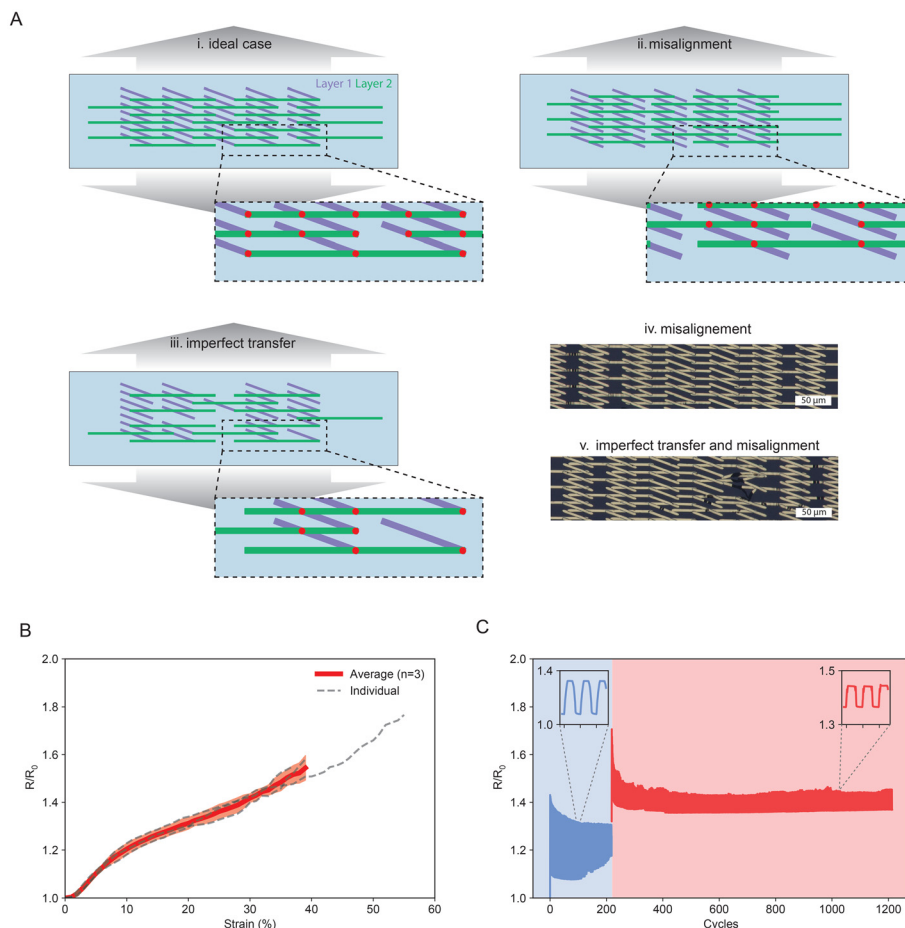 A
i. ideal case
Layer 1 Layer 2
ii. misalignment
iii. imperfect transfer
iv. misalignement
50 µm
v. imperfect transfer and misalignment
50 µm
B
2.0
1.8
1.6
1.4
1.2
1.0
R/R0
Average (n=3)
Individual
0
10
20
30
40
50
60
Strain (%)
C
2.0
1.8
1.6
1.4
1.2
1.0
R/R0
1.4
1.0
1.5
1.3
0
200
400
600
800
1000
1200
Cycles